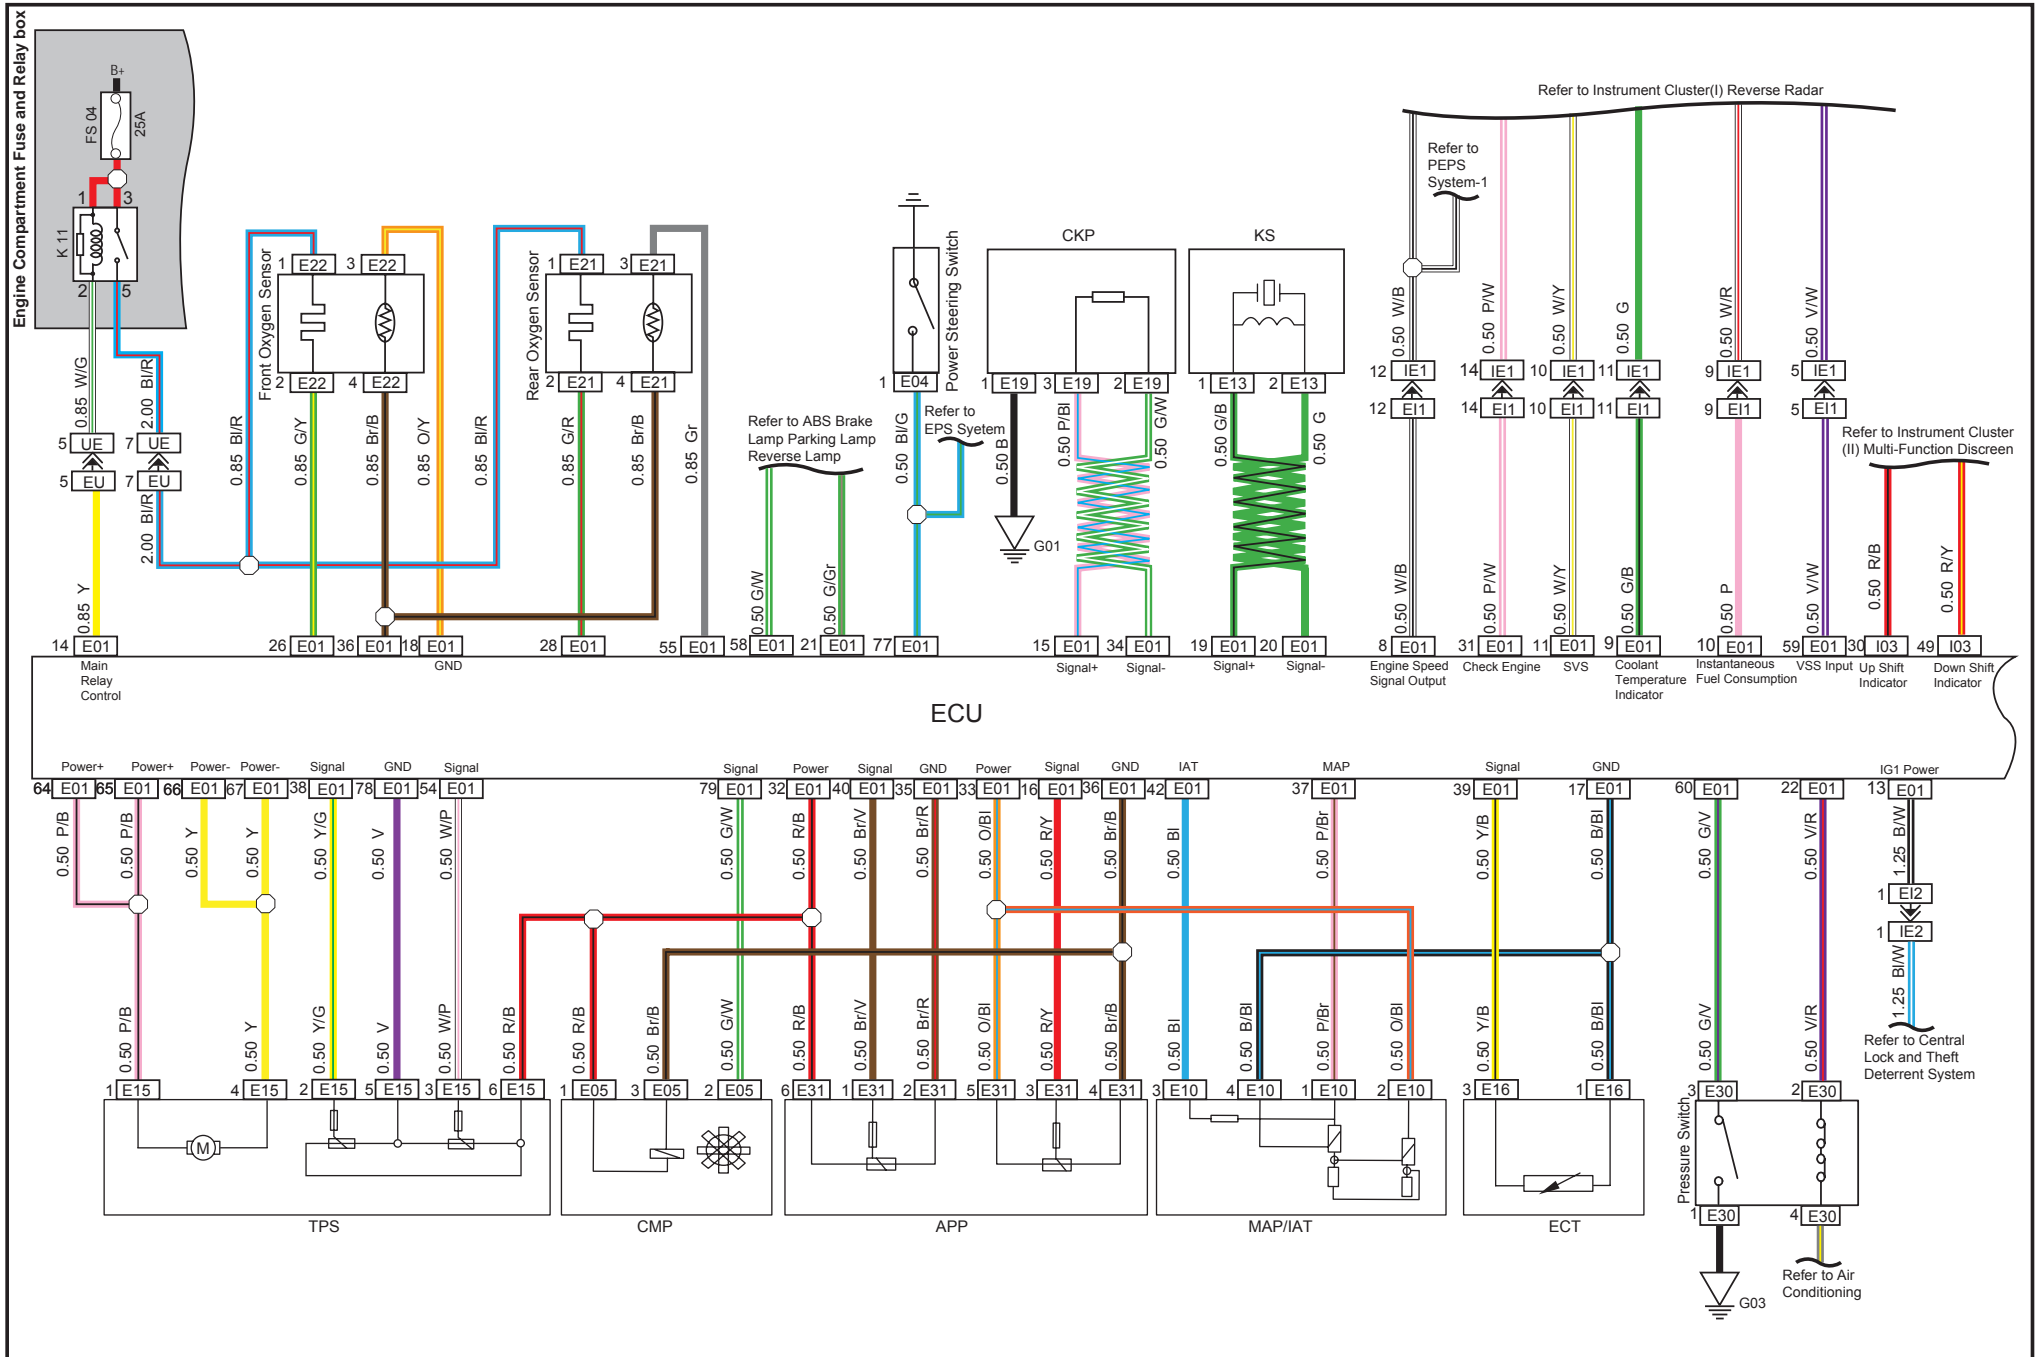 Engine Compartment Fuse and Relay box
B+
FS 04
25A
1 3
K 11
2 5
0.85 W/G
2.00 Bl/R
5 UE 7 UE
5 EU 7 EU
2.00 Bl/R
0.85 Y
14 E01
Main
Relay
Control
Front Oxygen Sensor
1 E22 3 E22
2 E22 4 E22
0.85 Bl/R
0.85 G/Y
0.85 Br/B
0.85 O/Y
26 E01 36 E01 18 E01
GND
Rear Oxygen Sensor
1 E21 3 E21
2 E21 4 E21
0.85 Bl/R
0.85 G/R
0.85 Br/B
0.85 Gr
28 E01 55 E01
Refer to ABS Brake
Lamp Parking Lamp
Reverse Lamp
0.50 G/W
0.50 G/Gr
58 E01 21 E01
Power Steering Switch
1 E04
0.50 Bl/G
Refer to
EPS Syetem
77 E01
CKP
1 E19 3 E19 2 E19
0.50 B
0.50 P/Bl
0.50 G/W
G01
15 E01 34 E01
Signal+ Signal-
KS
1 E13 2 E13
0.50 G/B
0.50 G
19 E01 20 E01
Signal+ Signal-
Refer to Instrument Cluster(I) Reverse Radar
Refer to
PEPS
System-1
0.50 W/B
0.50 P/W
0.50 W/Y
0.50 G
0.50 W/R
0.50 V/W
12 IE1 14 IE1 10 IE1 11 IE1 9 IE1 5 IE1
12 EI1 14 EI1 10 EI1 11 EI1 9 EI1 5 EI1
Refer to Instrument Cluster
(II) Multi-Function Discreen
0.50 W/B
0.50 P/W
0.50 W/Y
0.50 G/B
0.50 P
0.50 V/W
0.50 R/B
0.50 R/Y
8 E01 31 E01 11 E01 9 E01 10 E01 59 E01 30 I03 49 I03
Engine Speed
Signal Output
Check Engine
SVS
Coolant
Temperature
Indicator
Instantaneous
Fuel Consumption
VSS Input
Up Shift
Indicator
Down Shift
Indicator
ECU
Power+ Power+ Power- Power- Signal GND Signal
64 E01 65 E01 66 E01 67 E01 38 E01 78 E01 54 E01
Signal Power Signal GND Power Signal GND IAT MAP
79 E01 32 E01 40 E01 35 E01 33 E01 16 E01 36 E01 42 E01 37 E01
Signal GND IG1 Power
39 E01 17 E01 60 E01 22 E01 13 E01
0.50 P/B
0.50 P/B
0.50 Y
0.50 Y
0.50 Y/G
0.50 V
0.50 W/P
0.50 G/W
0.50 R/B
0.50 Br/V
0.50 Br/R
0.50 O/Bl
0.50 R/Y
0.50 Br/B
0.50 Bl
0.50 P/Br
0.50 Y/B
0.50 B/Bl
0.50 G/V
0.50 V/R
1.25 B/W
1 EI2
1 IE2
1.25 Bl/W
Refer to Central
Lock and Theft
Deterrent System
0.50 P/B
0.50 Y
0.50 Y/G
0.50 V
0.50 W/P
0.50 R/B
0.50 R/B
0.50 Br/B
0.50 G/W
0.50 R/B
0.50 Br/V
0.50 Br/R
0.50 O/Bl
0.50 R/Y
0.50 Br/B
0.50 Bl
0.50 B/Bl
0.50 P/Br
0.50 O/Bl
0.50 Y/B
0.50 B/Bl
0.50 G/V
0.50 V/R
1 E15 4 E15 2 E15 5 E15 3 E15 6 E15
M
TPS
1 E05 3 E05 2 E05
CMP
6 E31 1 E31 2 E31 5 E31 3 E31 4 E31
APP
3 E10 4 E10 1 E10 2 E10
MAP/IAT
3 E16 1 E16
ECT
Pressure Switch
3 E30 2 E30
1 E30 4 E30
G03
Refer to Air
Conditioning